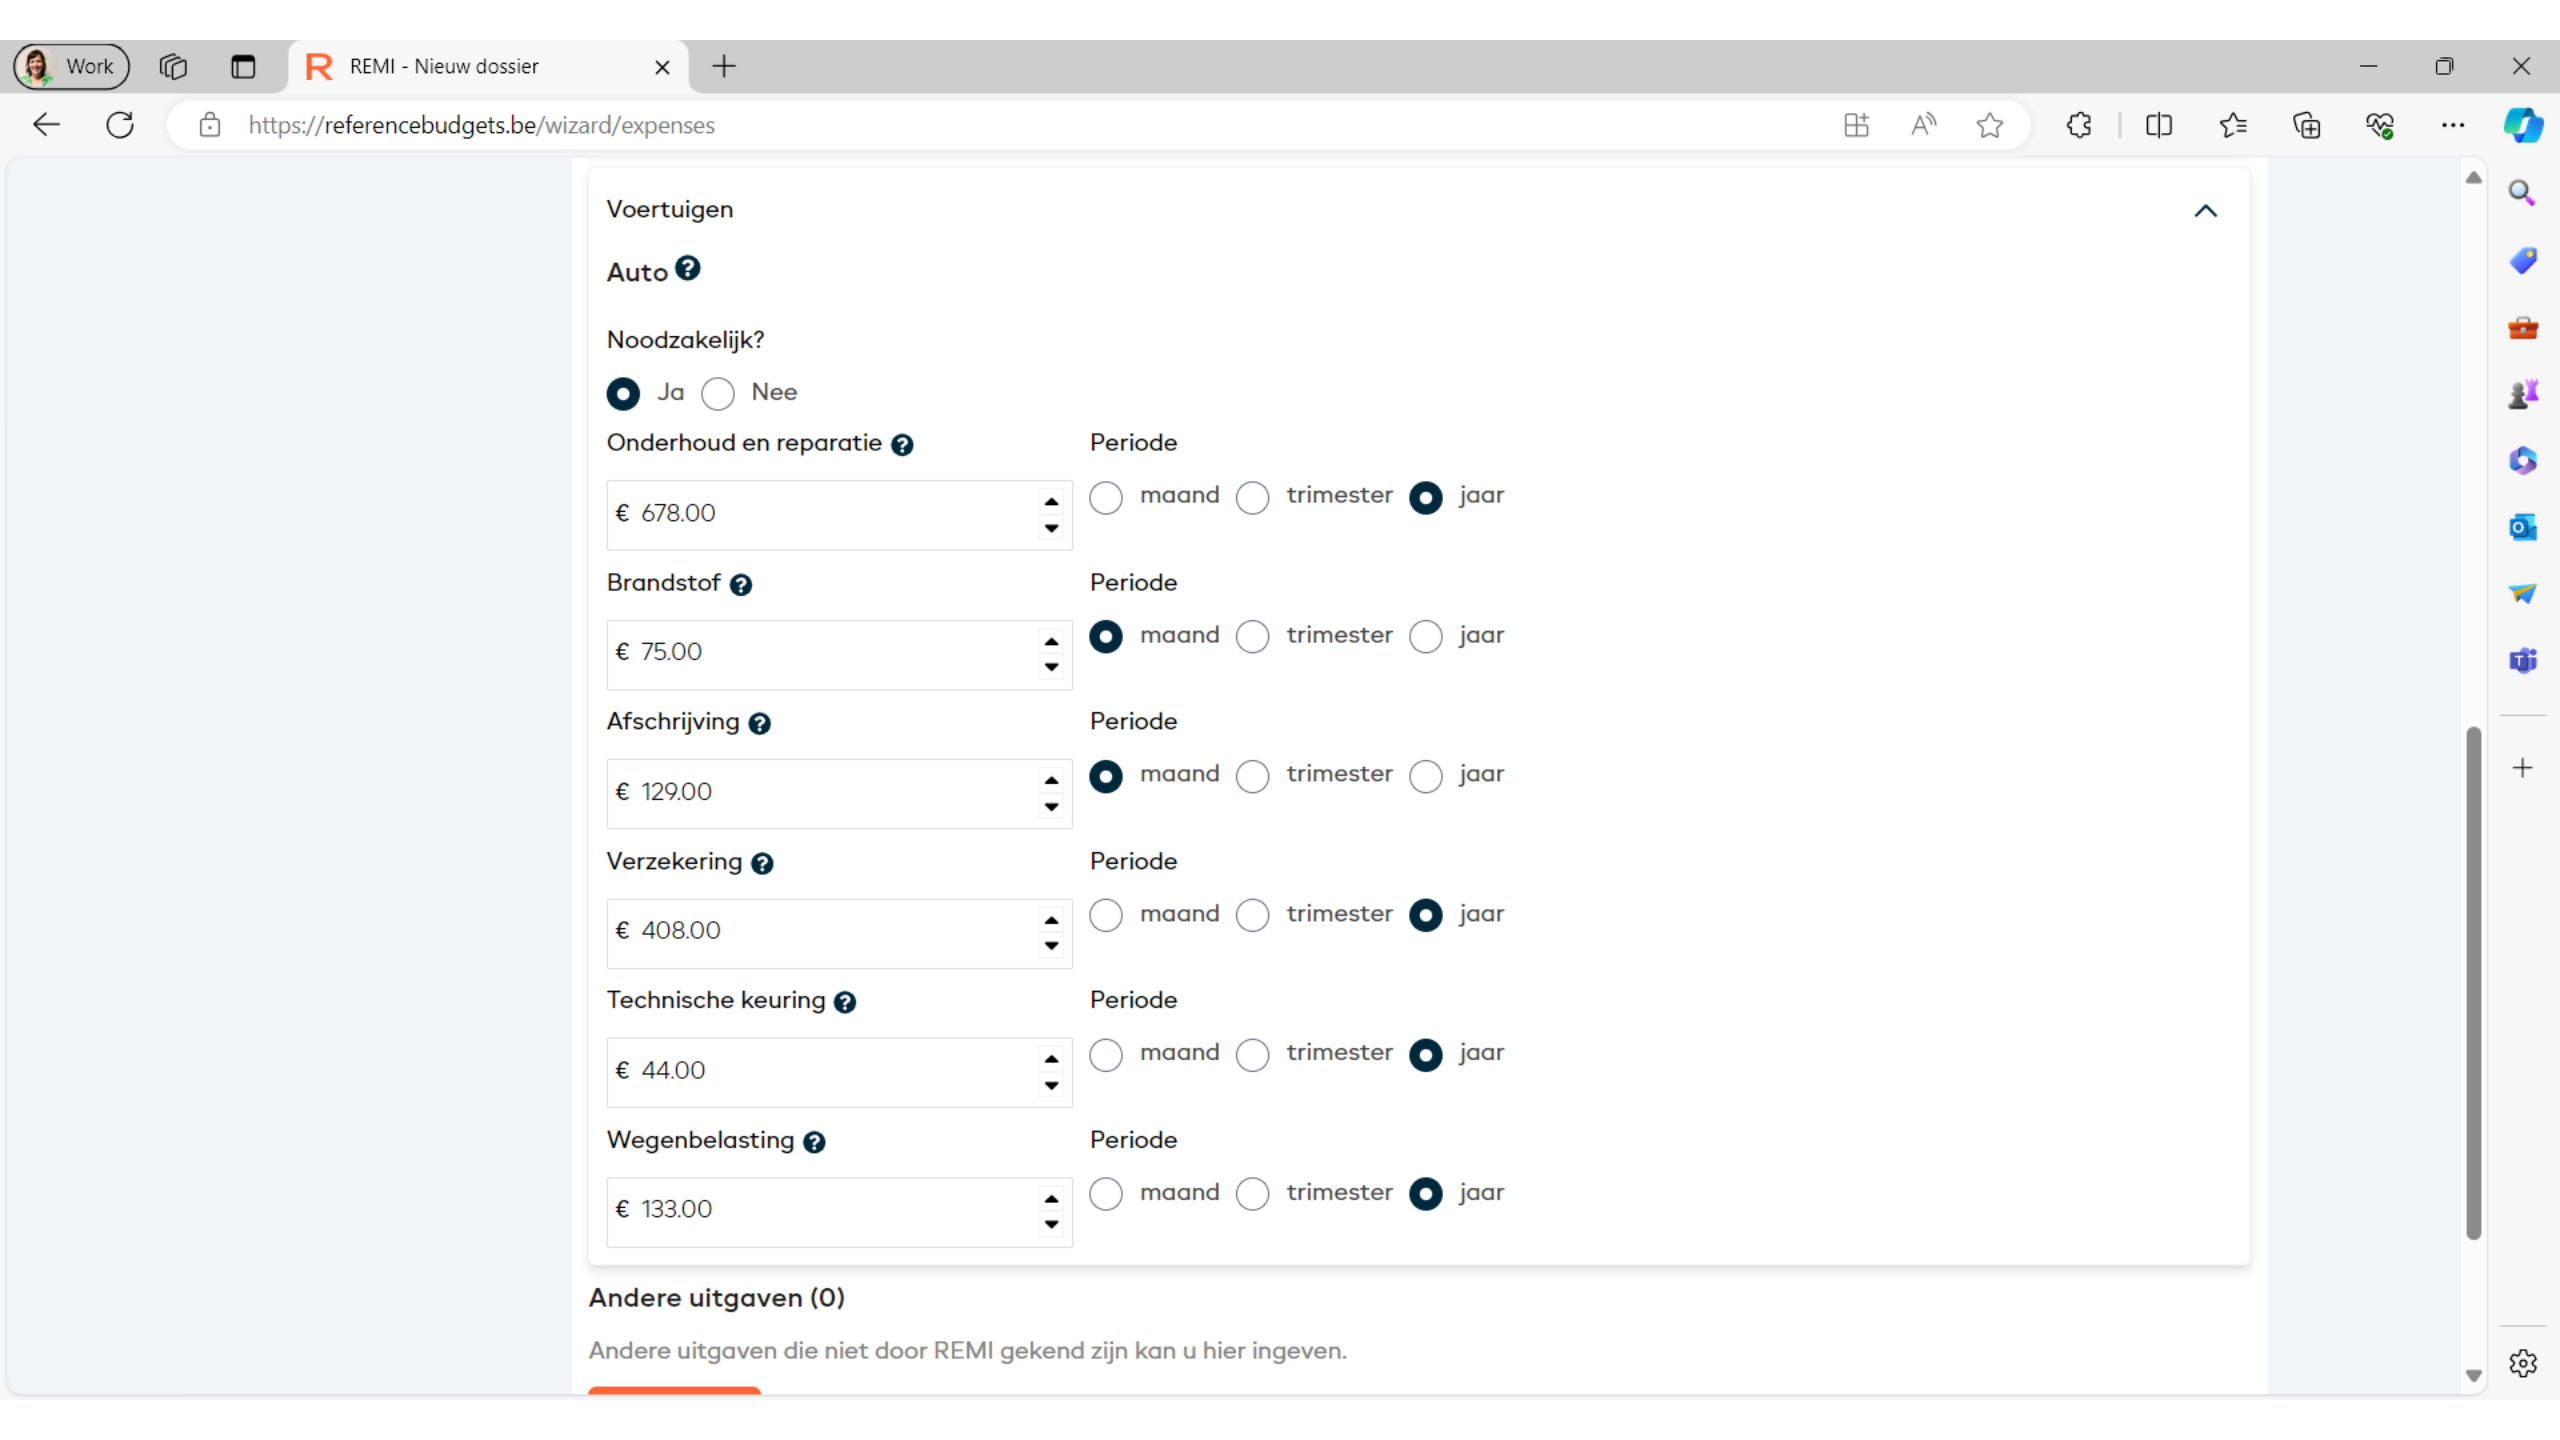 Work
REMI - Nieuw dossier
https://referencebudgets.be/wizard/expenses
Voertuigen
Auto ?
Noodzakelijk?
Ja Nee
Onderhoud en reparatie ? Periode
€ 678.00 maand trimester jaar
Brandstof ? Periode
€ 75.00 maand trimester jaar
Afschrijving ? Periode
€ 129.00 maand trimester jaar
Verzekering ? Periode
€ 408.00 maand trimester jaar
Technische keuring ? Periode
€ 44.00 maand trimester jaar
Wegenbelasting ? Periode
€ 133.00 maand trimester jaar
Andere uitgaven (0)
Andere uitgaven die niet door REMI gekend zijn kan u hier ingeven.